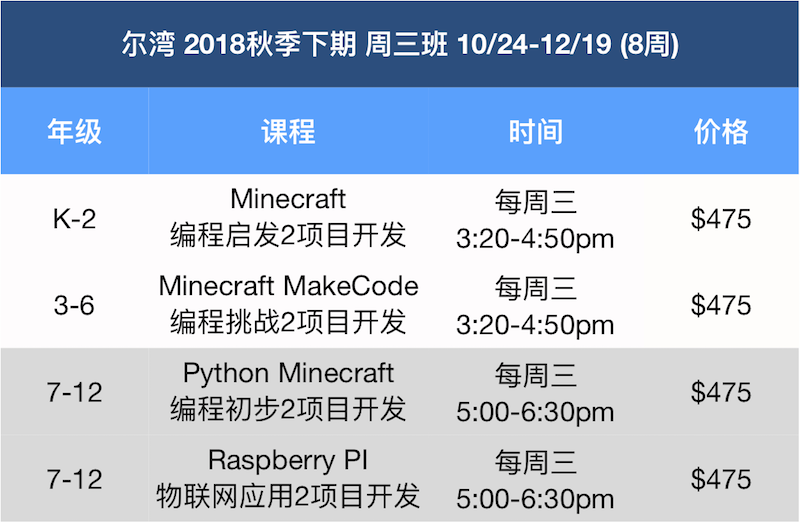 尔湾 2018秋季下期 周三班 10/24-12/19 (8周)
年级 课程 时间 价格
K-2
Minecraft
编程启发2项目开发
每周三
3:20-4:50pm
$475
3-6
Minecraft MakeCode
编程挑战2项目开发
每周三
3:20-4:50pm
$475
7-12
Python Minecraft
编程初步2项目开发
每周三
5:00-6:30pm
$475
7-12
Raspberry PI
物联网应用2项目开发
每周三
5:00-6:30pm
$475